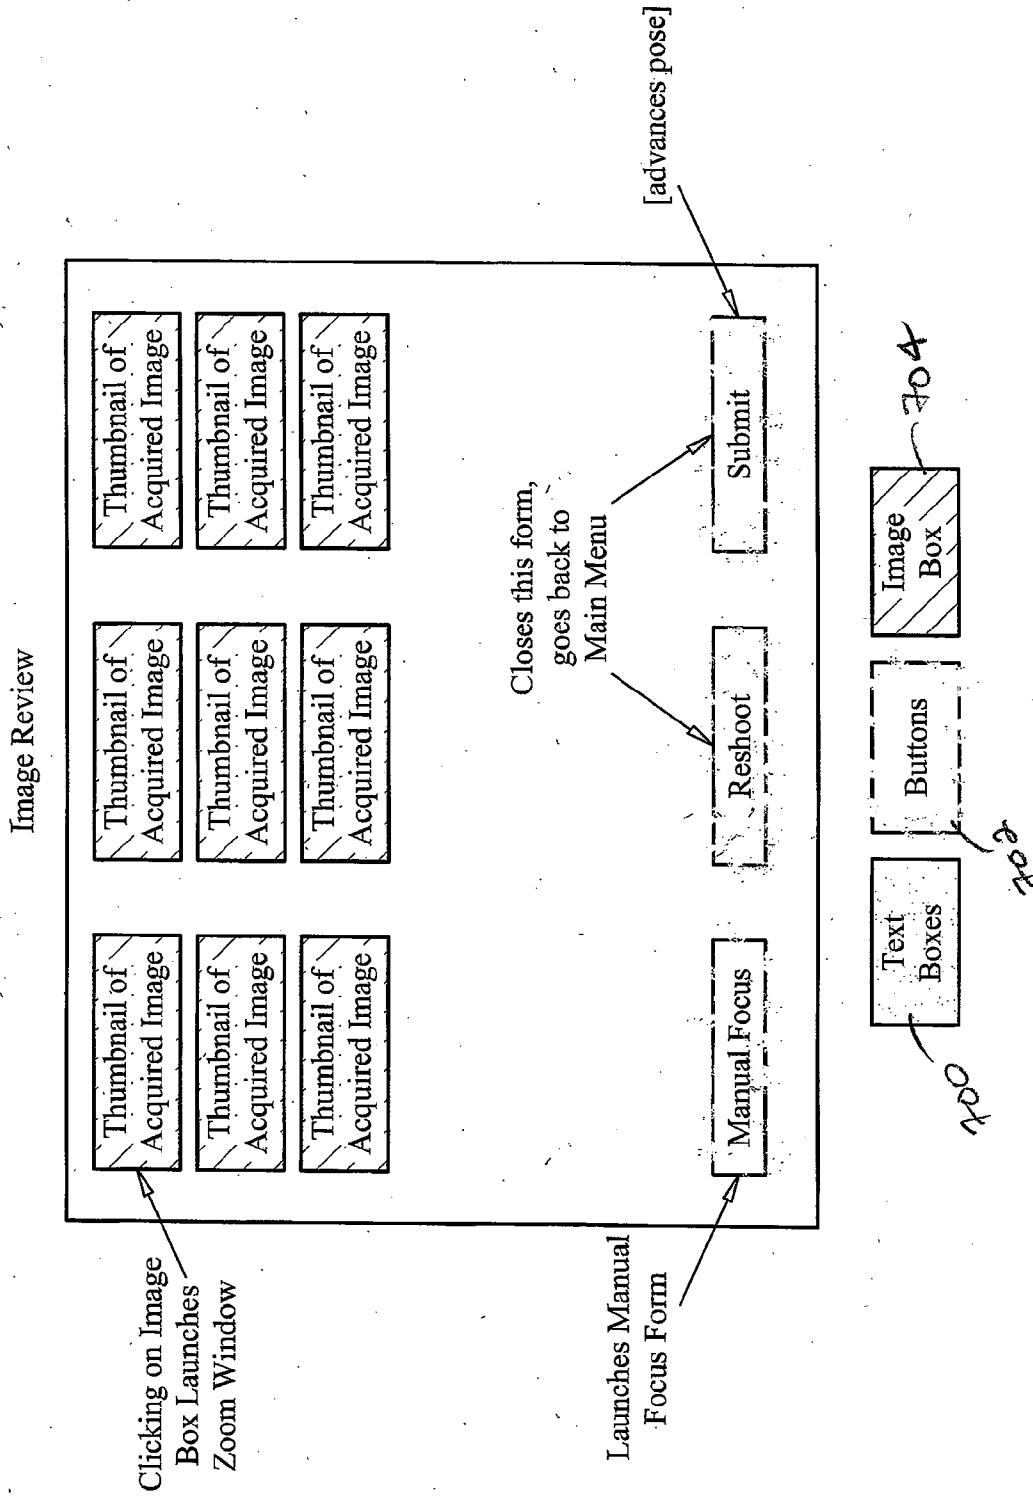 Image Review
Clicking on Image
Box Launches
Zoom Window
Thumbnail of
Acquired Image
Thumbnail of
Acquired Image
Thumbnail of
Acquired Image
Thumbnail of
Acquired Image
Thumbnail of
Acquired Image
Thumbnail of
Acquired Image
Thumbnail of
Acquired Image
Thumbnail of
Acquired Image
Thumbnail of
Acquired Image
Closes this form,
goes back to
Main Menu
Launches Manual
Focus Form
Manual Focus
Reshoot
Submit
[advances pose]
Text
Boxes
Buttons
Image
Box
700
702
704